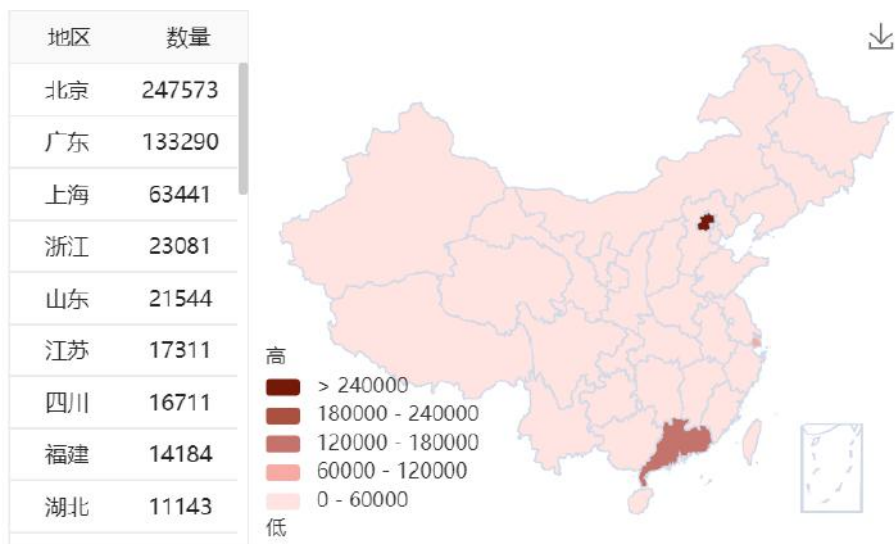 地区 数量
北京 247573
广东 133290
上海 63441
浙江 23081
山东 21544
江苏 17311
四川 16711
福建 14184
湖北 11143
高
> 240000
180000 - 240000
120000 - 180000
60000 - 120000
0 - 60000
低